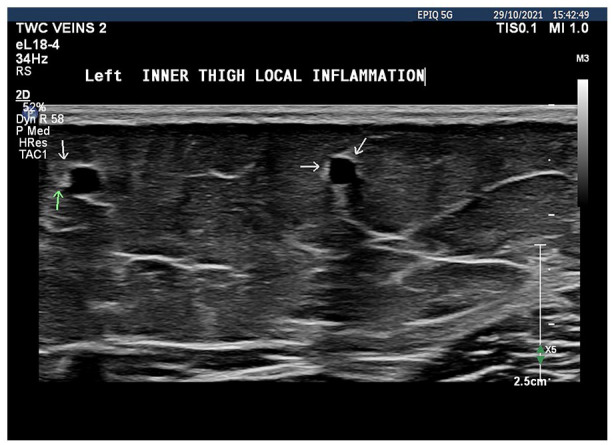 EPIQ 5G 29/10/2021 15:42:49
TWC VEINS 2 TIS0.1 MI 1.0
eL18-4
34Hz
RS
M3
Left INNER THIGH LOCAL INFLAMMATION
2D
52%
Dyn R 58
P Med
HRes
TAC1
X5
2.5cm